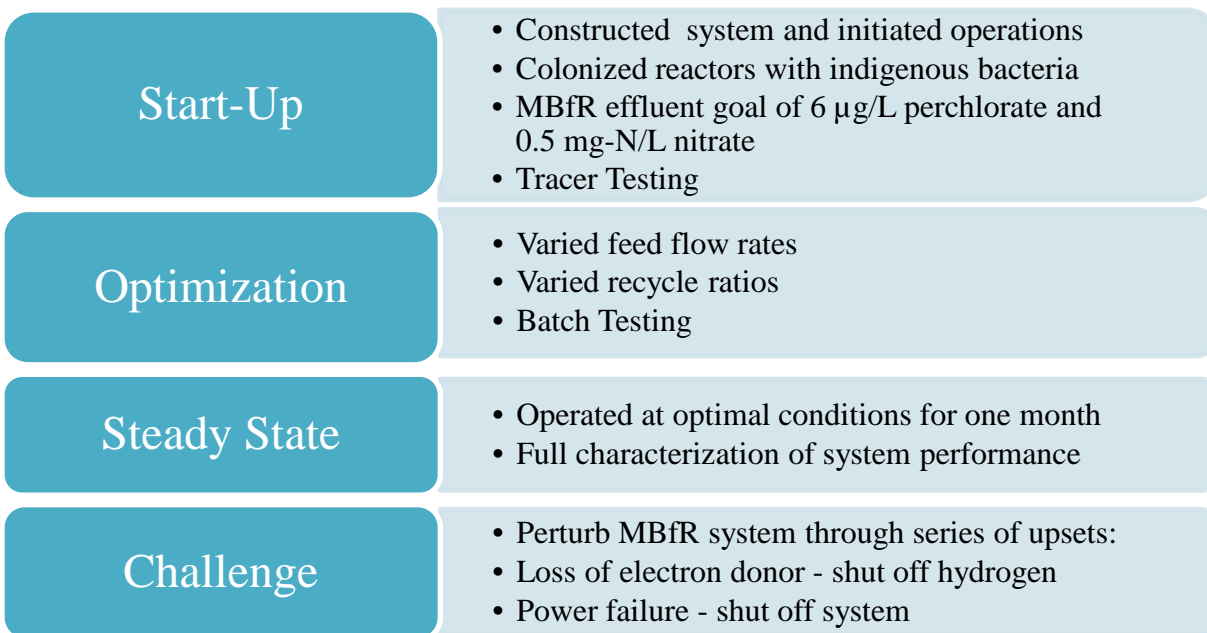 Start-Up
• Constructed system and initiated operations
• Colonized reactors with indigenous bacteria
• MBfR effluent goal of 6 µg/L perchlorate and
0.5 mg-N/L nitrate
• Tracer Testing
Optimization
• Varied feed flow rates
• Varied recycle ratios
• Batch Testing
Steady State
• Operated at optimal conditions for one month
• Full characterization of system performance
Challenge
• Perturb MBfR system through series of upsets:
• Loss of electron donor - shut off hydrogen
• Power failure - shut off system